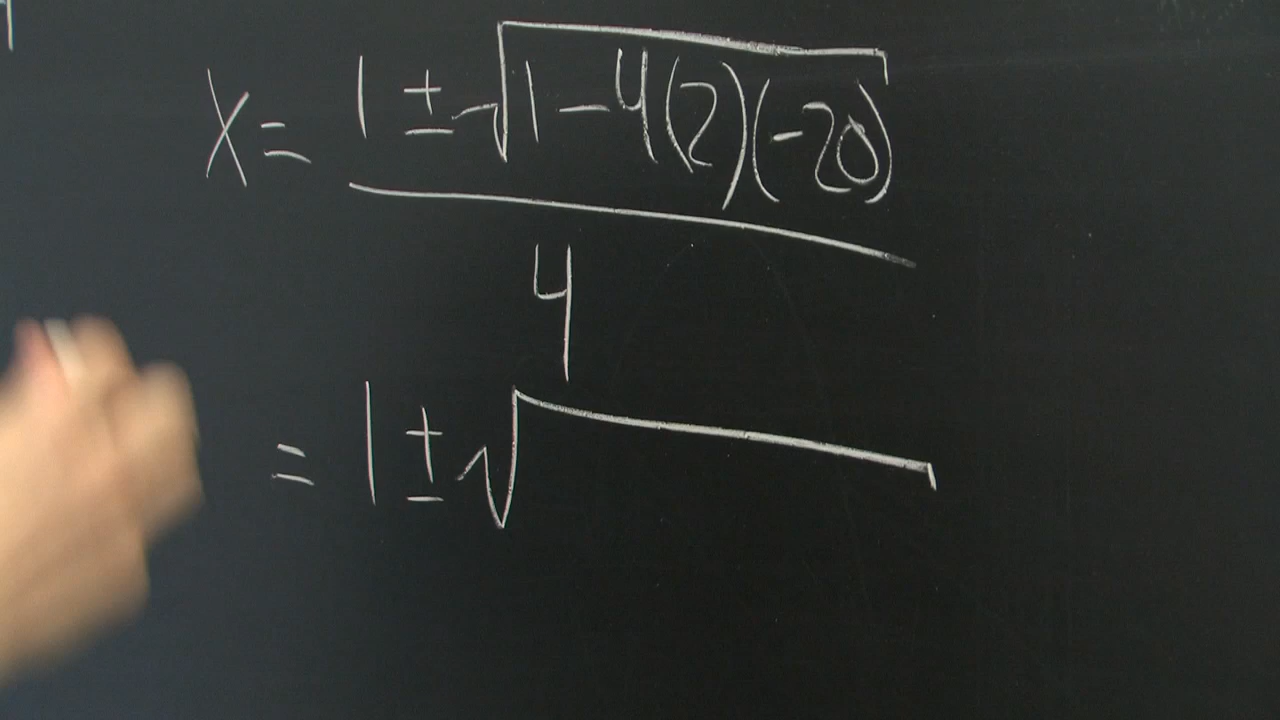 X = 1 ± √1 - 4(2)(-20)
4
= 1 ± √